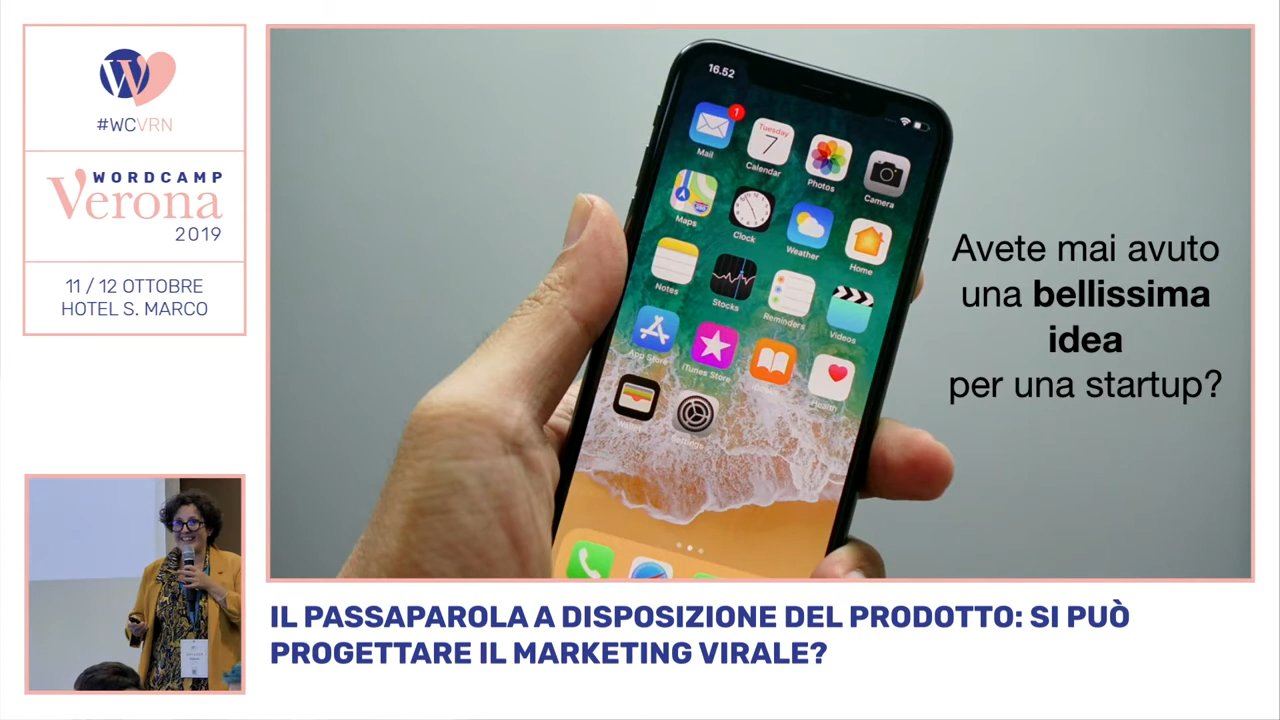 #WCVRN
WORDCAMP
Verona
2019
11 / 12 OTTOBRE
HOTEL S. MARCO
16.52
1
Mail
Tuesday
7
Calendar
Photos
Camera
Maps
Clock
Weather
Home
Notes
Stocks
Reminders
Videos
App Store
iTunes Store
Health
Avete mai avuto
una bellissima
idea
per una startup?
IL PASSAPAROLA A DISPOSIZIONE DEL PRODOTTO: SI PUÒ
PROGETTARE IL MARKETING VIRALE?